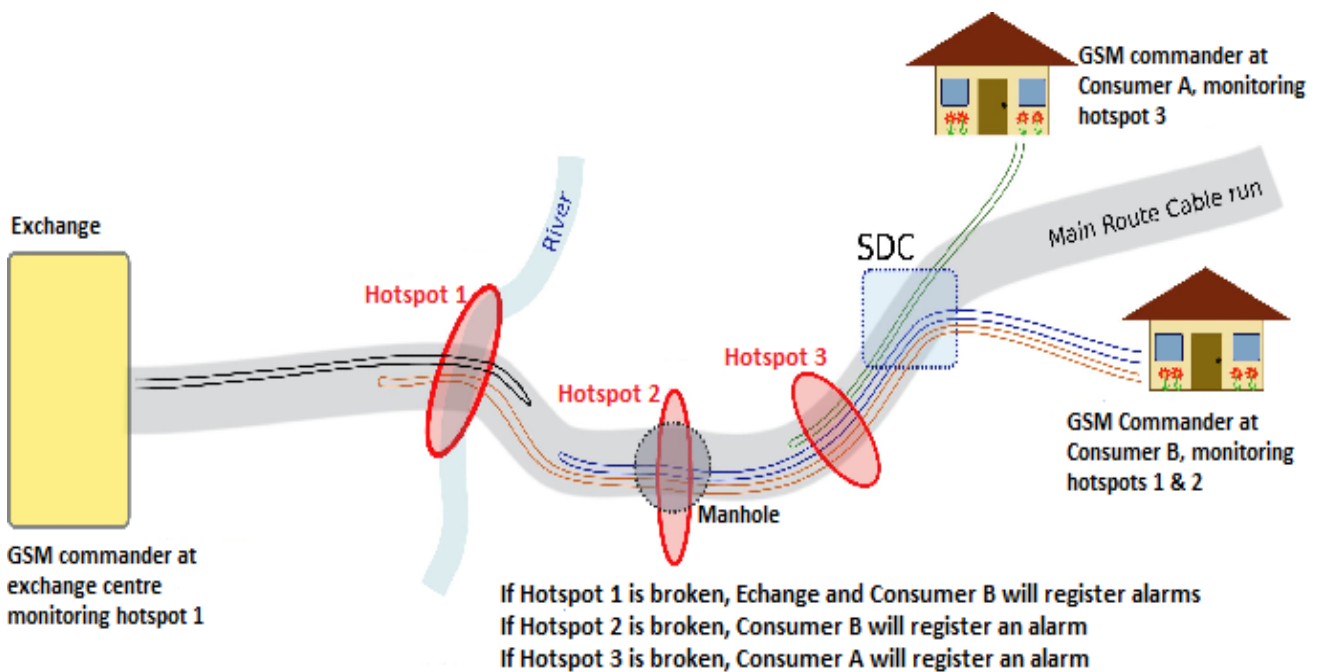 GSM commander at
Consumer A, monitoring
hotspot 3
Main Route Cable run
River
Exchange
SDC
Hotspot 1
Hotspot 3
Hotspot 2
GSM Commander at
Consumer B, monitoring
hotspots 1 & 2
Manhole
GSM commander at
exchange centre
monitoring hotspot 1
If Hotspot 1 is broken, Echange and Consumer B will register alarms
If Hotspot 2 is broken, Consumer B will register an alarm
If Hotspot 3 is broken, Consumer A will register an alarm